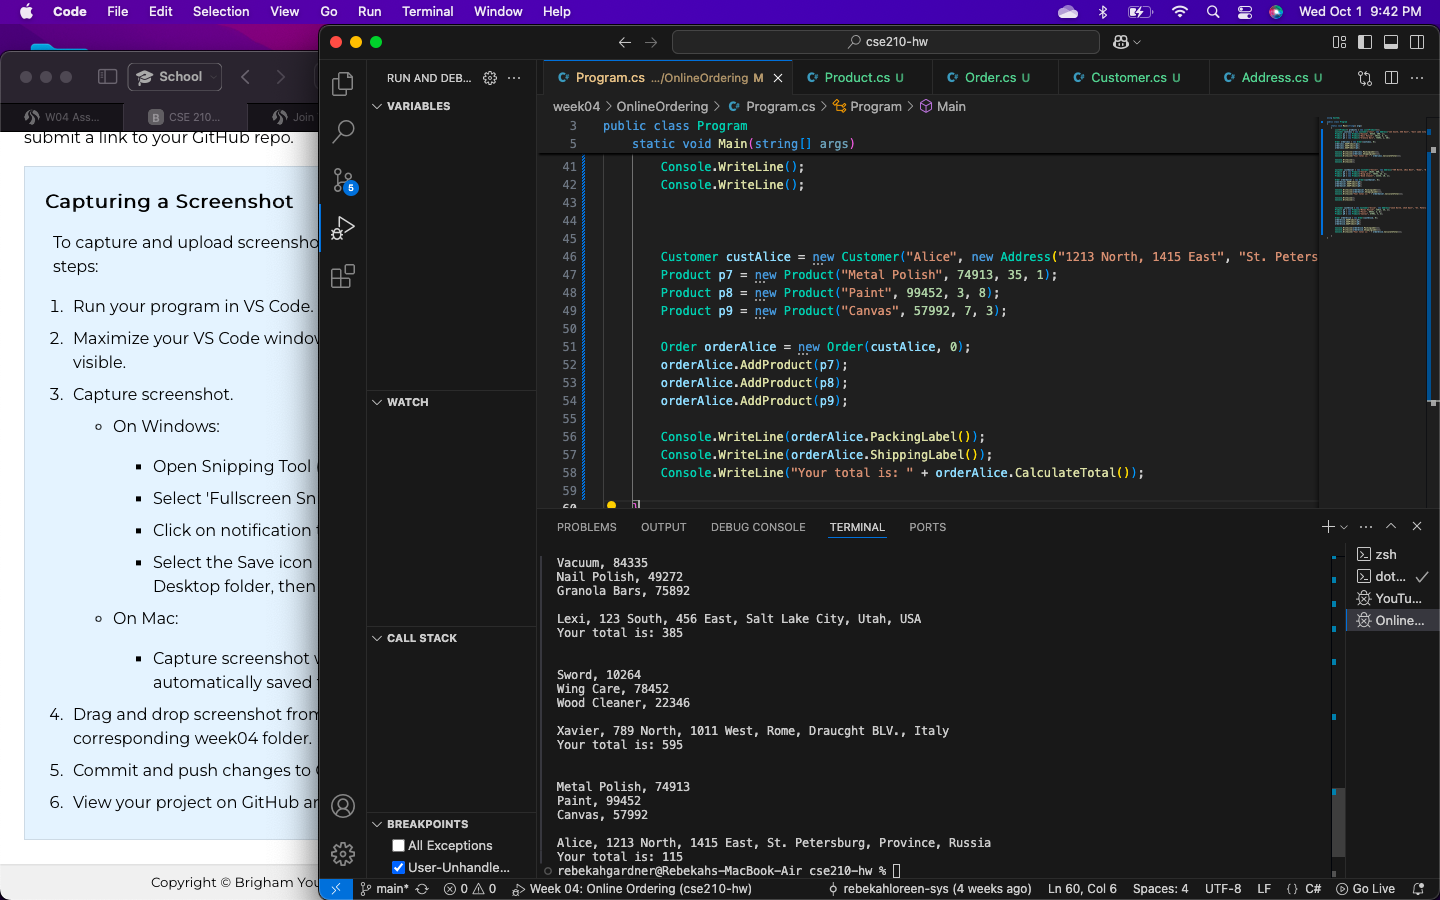 Code File Edit Selection View Go Run Terminal Window Help Wed Oct 1 9:42 PM
School
W04 Ass...
CSE 210...
Join
submit a link to your GitHub repo.
Capturing a Screenshot
To capture and upload screensho
steps:
1. Run your program in VS Code.
2. Maximize your VS Code window
visible.
3. Capture screenshot.
On Windows:
Open Snipping Tool
Select 'Fullscreen Sn
Click on notification
Select the Save icon
Desktop folder, then
On Mac:
Capture screenshot
automatically saved
4. Drag and drop screenshot from
corresponding week04 folder.
5. Commit and push changes to
6. View your project on GitHub an
Copyright © Brigham You
cse210-hw
RUN AND DEB...
VARIABLES
WATCH
CALL STACK
BREAKPOINTS
All Exceptions
User-Unhandle...
5
Program.cs .../OnlineOrdering M
Product.cs U
Order.cs U
Customer.cs U
Address.cs U
week04 > OnlineOrdering > Program.cs > Program > Main
3 public class Program
5 static void Main(string[] args)
41 Console.WriteLine();
42 Console.WriteLine();
43
44
45
46 Customer custAlice = new Customer("Alice", new Address("1213 North, 1415 East", "St. Peters
47 Product p7 = new Product("Metal Polish", 74913, 35, 1);
48 Product p8 = new Product("Paint", 99452, 3, 8);
49 Product p9 = new Product("Canvas", 57992, 7, 3);
50
51 Order orderAlice = new Order(custAlice, 0);
52 orderAlice.AddProduct(p7);
53 orderAlice.AddProduct(p8);
54 orderAlice.AddProduct(p9);
55
56 Console.WriteLine(orderAlice.PackingLabel());
57 Console.WriteLine(orderAlice.ShippingLabel());
58 Console.WriteLine("Your total is: " + orderAlice.CalculateTotal());
59
60 }
PROBLEMS OUTPUT DEBUG CONSOLE TERMINAL PORTS
Vacuum, 84335
Nail Polish, 49272
Granola Bars, 75892
Lexi, 123 South, 456 East, Salt Lake City, Utah, USA
Your total is: 385
Sword, 10264
Wing Care, 78452
Wood Cleaner, 22346
Xavier, 789 North, 1011 West, Rome, Draucght BLV., Italy
Your total is: 595
Metal Polish, 74913
Paint, 99452
Canvas, 57992
Alice, 1213 North, 1415 East, St. Petersburg, Province, Russia
Your total is: 115
rebekahgardner@Rebekahs-MacBook-Air cse210-hw %
zsh
dot...
YouTu...
Online...
main* 0 0 Week 04: Online Ordering (cse210-hw) rebekahloreen-sys (4 weeks ago) Ln 60, Col 6 Spaces: 4 UTF-8 LF {} C# Go Live